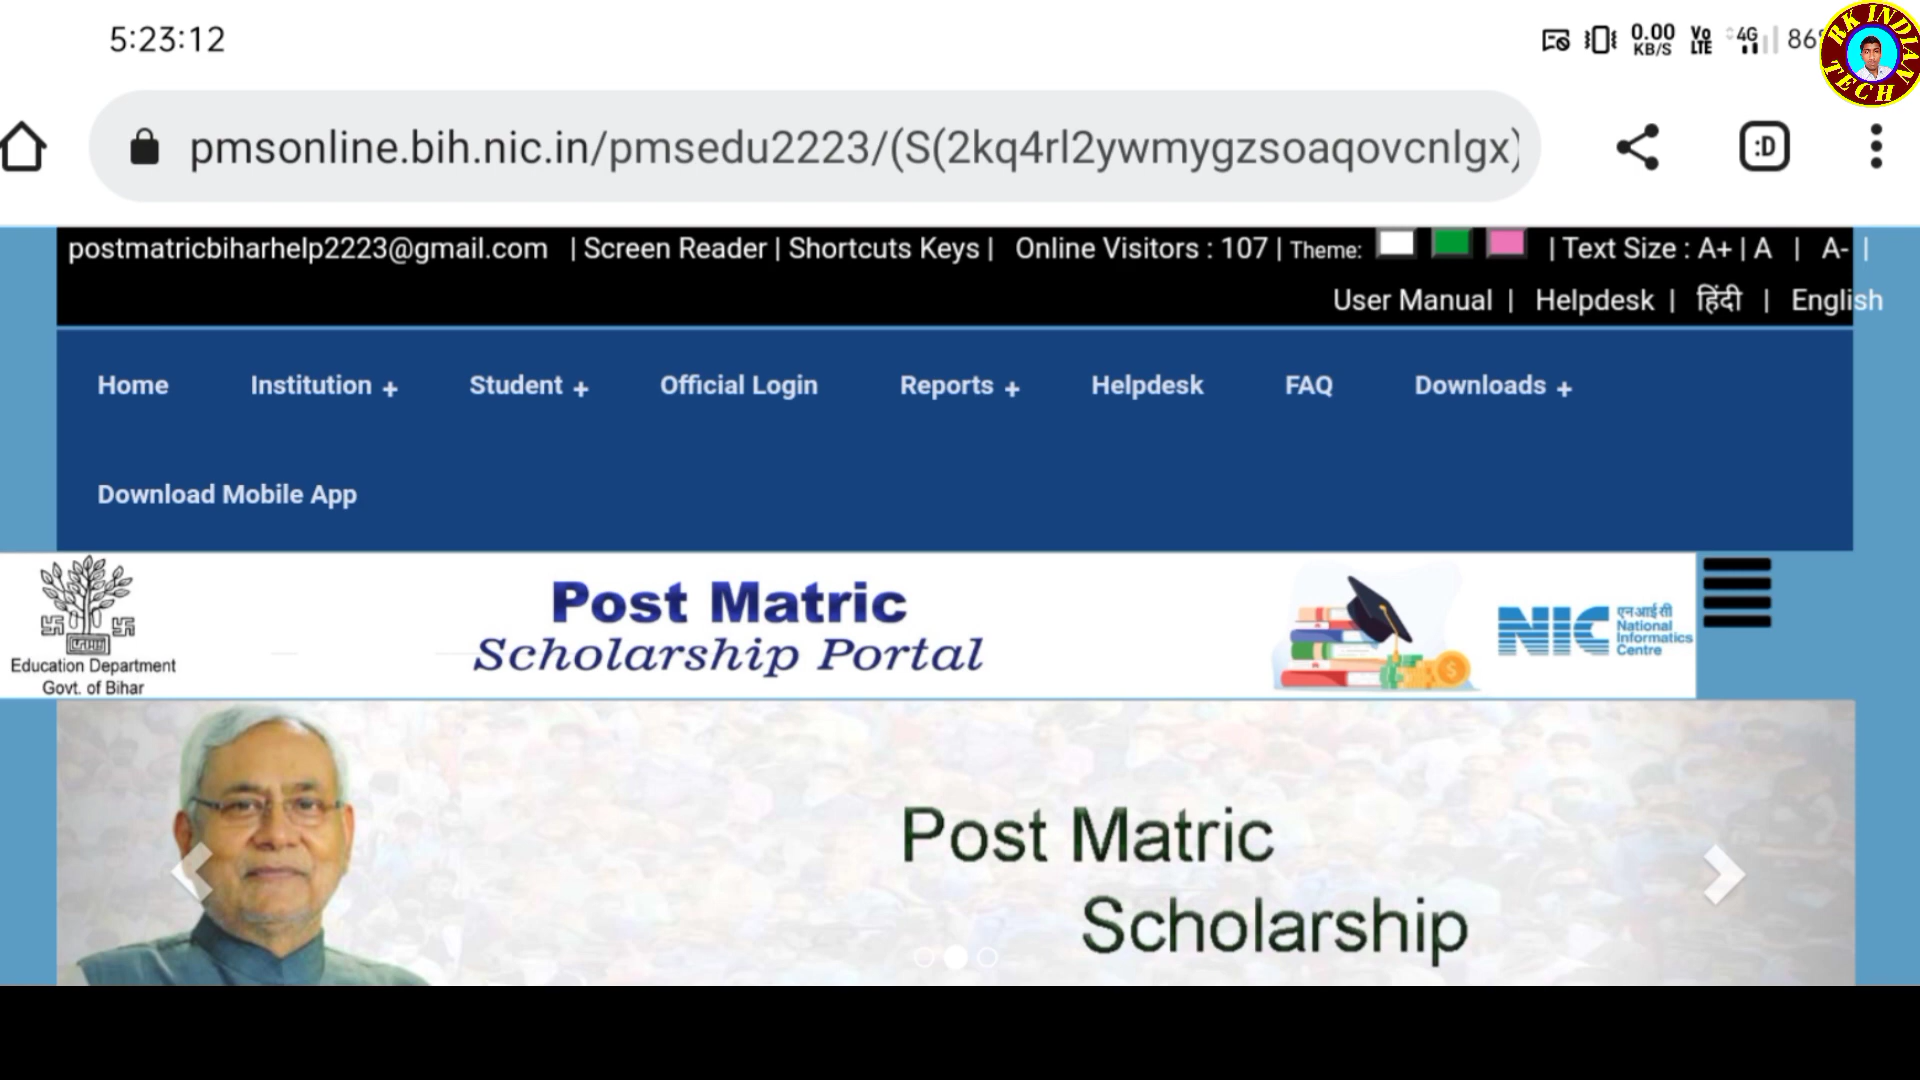 5:23:12
0.00
KB/S
Vo
LTE
4G
86
RK INDIAN
TECH
pmsonline.bih.nic.in/pmsedu2223/(S(2kq4rl2ywmygzsoaqovcnlgx)
:D
postmatricbiharhelp2223@gmail.com | Screen Reader | Shortcuts Keys | Online Visitors : 107 | Theme: | Text Size : A+ | A | A- |
User Manual | Helpdesk | हिंदी | English
Home Institution + Student + Official Login Reports + Helpdesk FAQ Downloads +
Download Mobile App
Education Department
Govt. of Bihar
Post Matric
Scholarship Portal
NIC
एन आई सी
National
Informatics
Centre
Post Matric
Scholarship